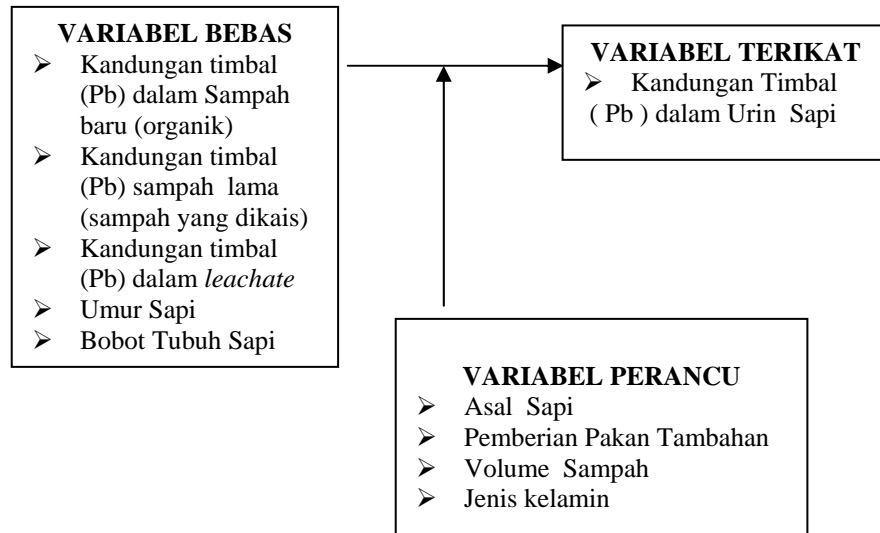 VARIABEL BEBAS
➢ Kandungan timbal
(Pb) dalam Sampah
baru (organik)
➢ Kandungan timbal
(Pb) sampah lama
(sampah yang dikais)
➢ Kandungan timbal
(Pb) dalam leachate
➢ Umur Sapi
➢ Bobot Tubuh Sapi
VARIABEL TERIKAT
➢ Kandungan Timbal
( Pb ) dalam Urin Sapi
VARIABEL PERANCU
➢ Asal Sapi
➢ Pemberian Pakan Tambahan
➢ Volume Sampah
➢ Jenis kelamin